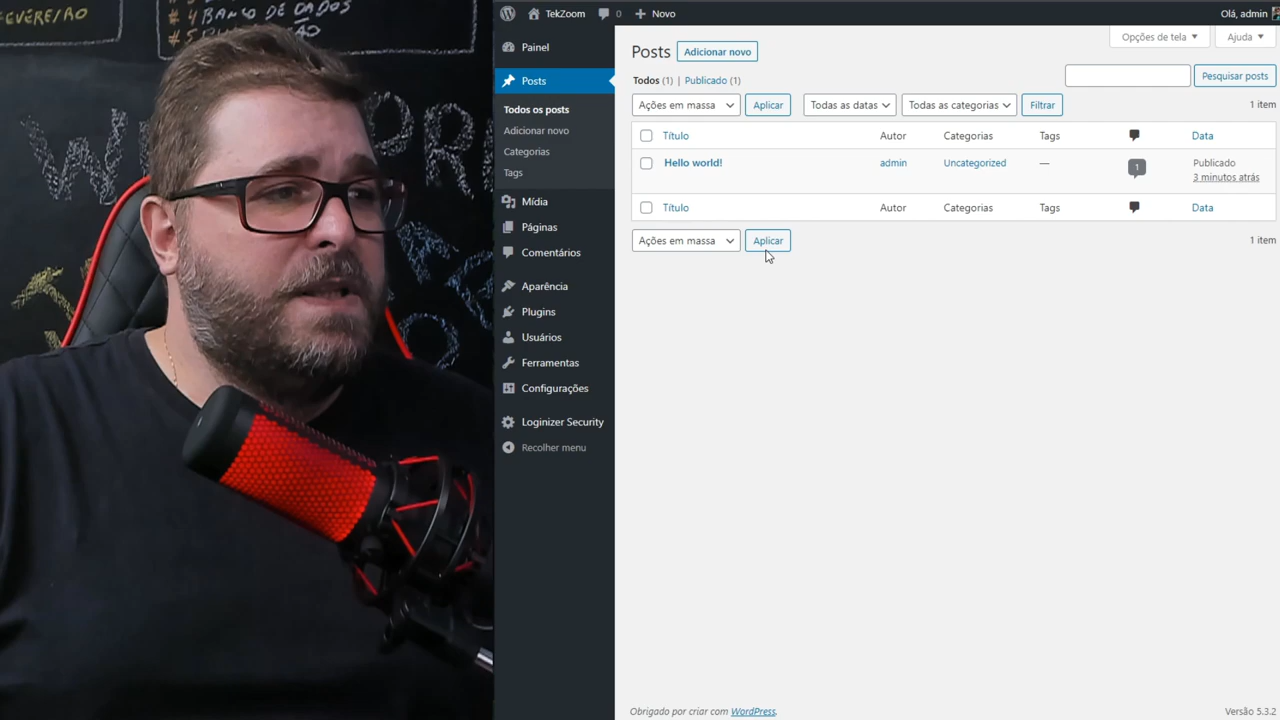 FEVEREIRO
# 4 BANCO DE DADOS
TekZoom
0
Novo
Olá, admin
Painel
Posts
Todos os posts
Adicionar novo
Categorias
Tags
Mídia
Páginas
Comentários
Aparência
Plugins
Usuários
Ferramentas
Configurações
Loginizer Security
Recolher menu
Opções de tela
Ajuda
Posts
Adicionar novo
Todos (1) | Publicado (1)
Pesquisar posts
Ações em massa
Aplicar
Todas as datas
Todas as categorias
Filtrar
1 item
Título
Autor
Categorias
Tags
Data
Hello world!
admin
Uncategorized
—
1
Publicado
3 minutos atrás
Título
Autor
Categorias
Tags
Data
Ações em massa
Aplicar
1 item
Obrigado por criar com WordPress.
Versão 5.3.2